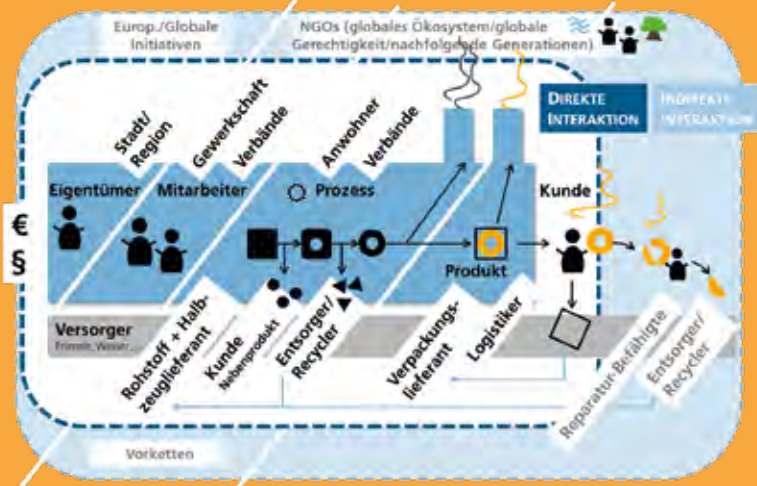 Europ./Globale
Initiativen
NGOs (globales Ökosystem/globale
Gerechtigkeit/nachfolgende Generationen)
DIREKTE
INTERAKTION
INDIREKTE
INTERAKTION
Stadt/
Region
Gewerkschaft
Verbände
Anwohner
Verbände
Eigentümer
Mitarbeiter
Prozess
Kunde
€
§
Produkt
Versorger
Rohstoff + Halb-
zeuglieferant
Kunde
Nebenprodukt
Entsorger/
Recycler
Verpackungs-
lieferant
Logistiker
Reparatur-Befähigte
Entsorger/
Recycler
Vorketten